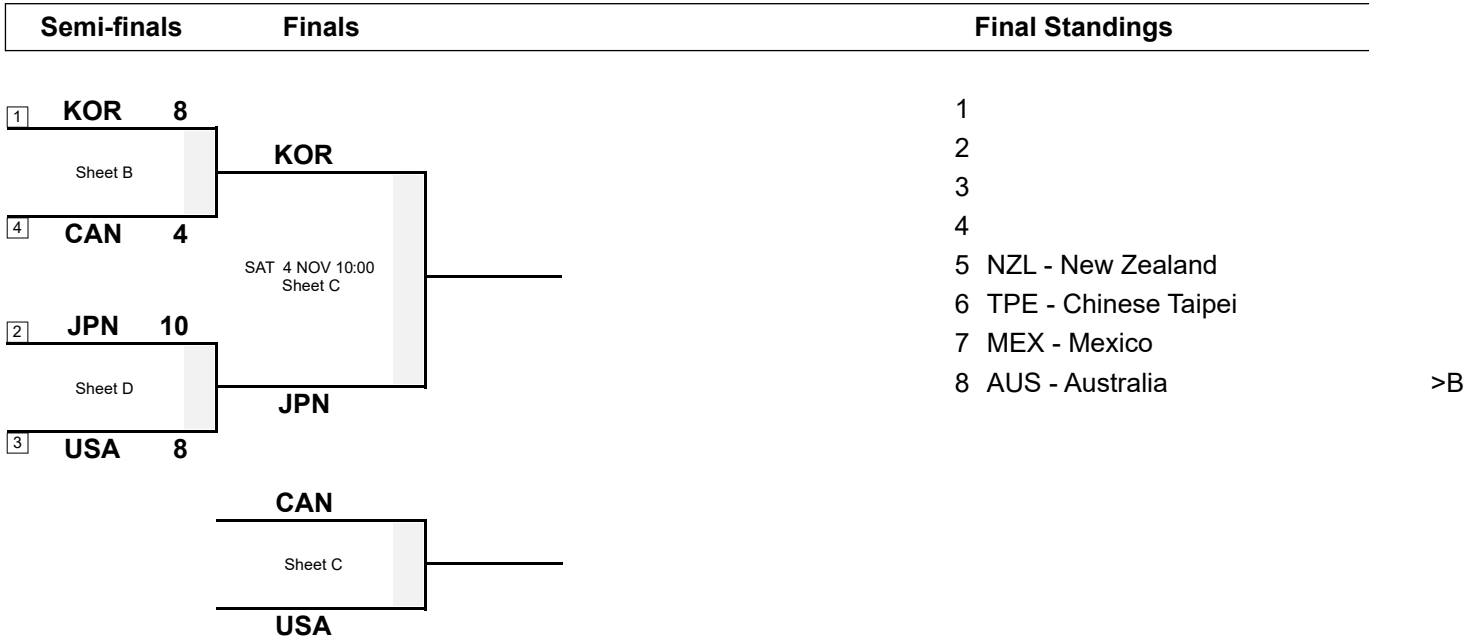 Semi-finals Finals Final Standings
1 KOR 8
Sheet B
4 CAN 4
KOR
SAT 4 NOV 10:00
Sheet C
JPN
2 JPN 10
Sheet D
3 USA 8
CAN
Sheet C
USA
1
2
3
4
5 NZL - New Zealand
6 TPE - Chinese Taipei
7 MEX - Mexico
8 AUS - Australia >B